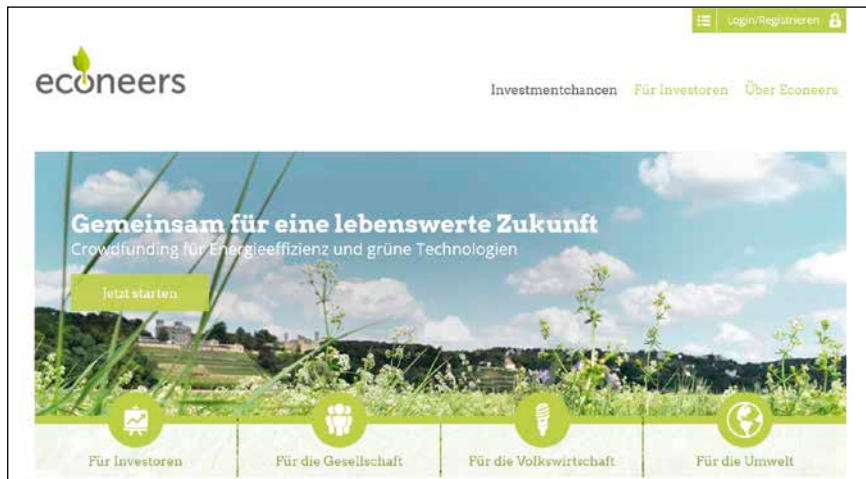 Login/Registrieren
econeers
Investmentchancen Für Investoren Über Econeers
Gemeinsam für eine lebenswerte Zukunft
Crowdfunding für Energieeffizienz und grüne Technologien
Jetzt starten
Für Investoren Für die Gesellschaft Für die Volkswirtschaft Für die Umwelt